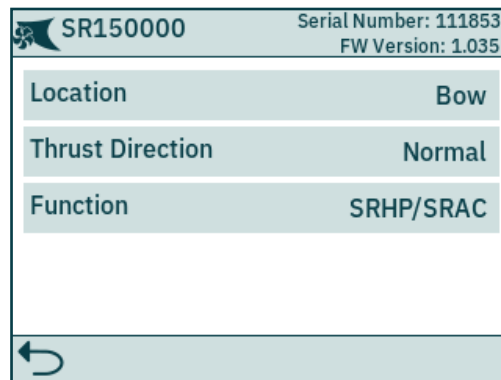 SR150000
Serial Number: 111853
FW Version: 1.035
Location
Bow
Thrust Direction
Normal
Function
SRHP/SRAC